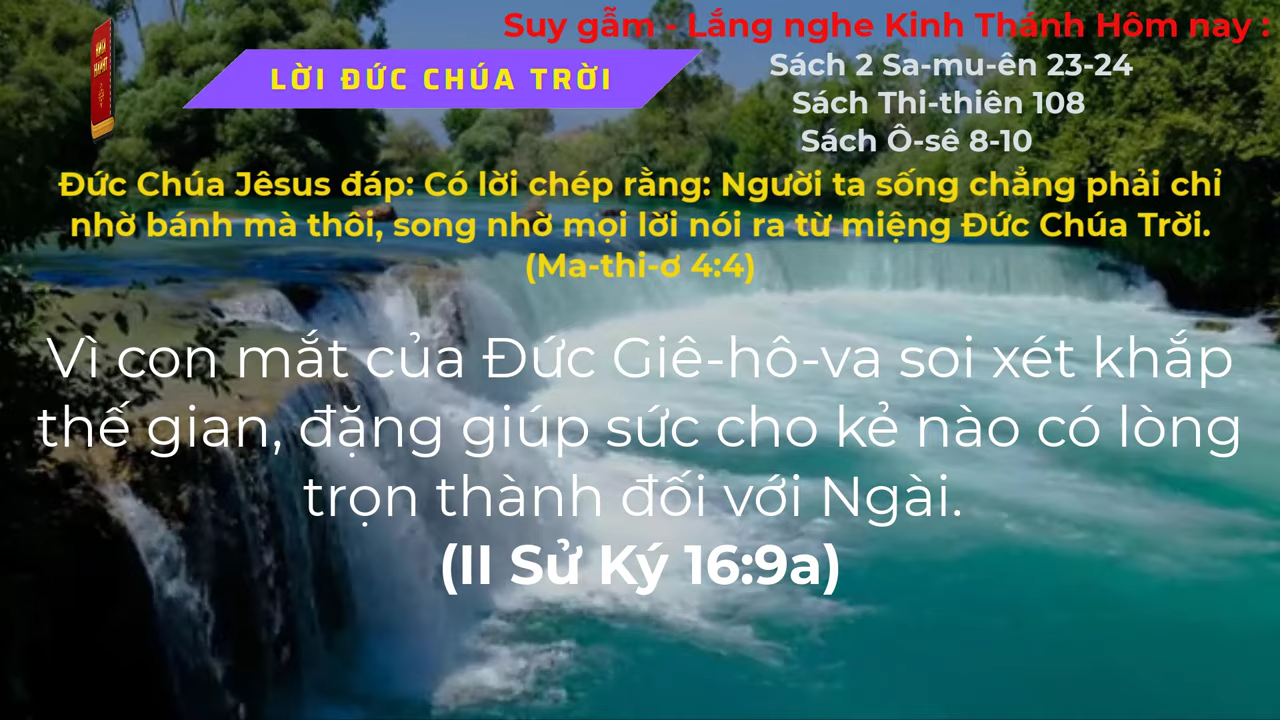 Suy gẫm - Lắng nghe Kinh Thánh Hôm nay :
LỜI ĐỨC CHÚA TRỜI
Sách 2 Sa-mu-ên 23-24
Sách Thi-thiên 108
Sách Ô-sê 8-10
Đức Chúa Jêsus đáp: Có lời chép rằng: Người ta sống chẳng phải chỉ
nhờ bánh mà thôi, song nhờ mọi lời nói ra từ miệng Đức Chúa Trời.
(Ma-thi-ơ 4:4)
Vì con mắt của Đức Giê-hô-va soi xét khắp
thế gian, đặng giúp sức cho kẻ nào có lòng
trọn thành đối với Ngài.
(II Sử Ký 16:9a)